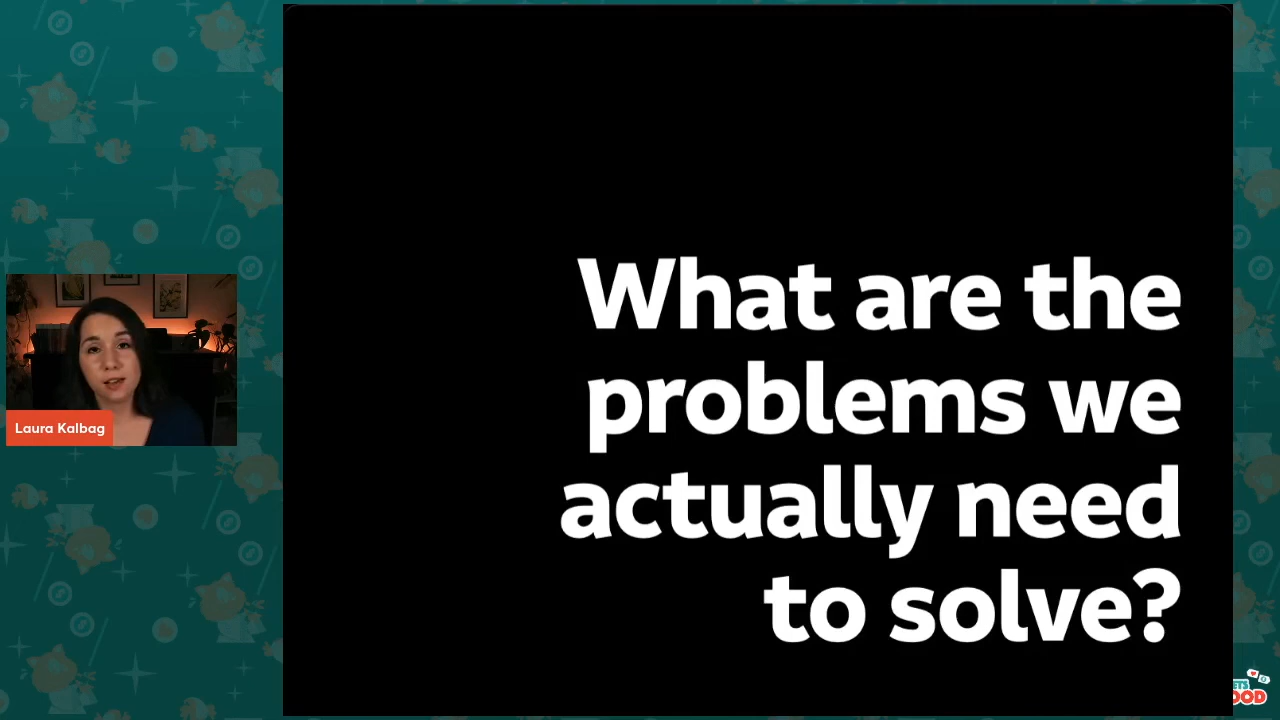 What are the
problems we
actually need
to solve?
Laura Kalbag